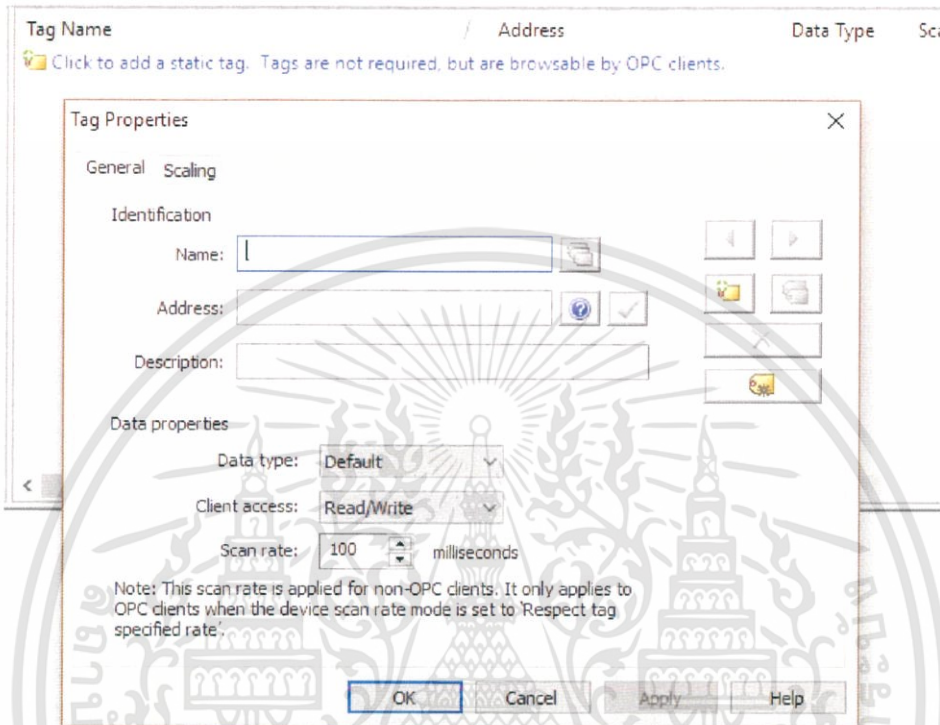 Tag Name / Address Data Type Sca
Click to add a static tag. Tags are not required, but are browsable by OPC clients.
Tag Properties
General Scaling
Identification
Name:
Address:
Description:
Data properties
Data type: Default
Client access: Read/Write
Scan rate: 100 milliseconds
Note: This scan rate is applied for non-OPC clients. It only applies to
OPC clients when the device scan rate mode is set to 'Respect tag
specified rate'.
OK Cancel Apply Help